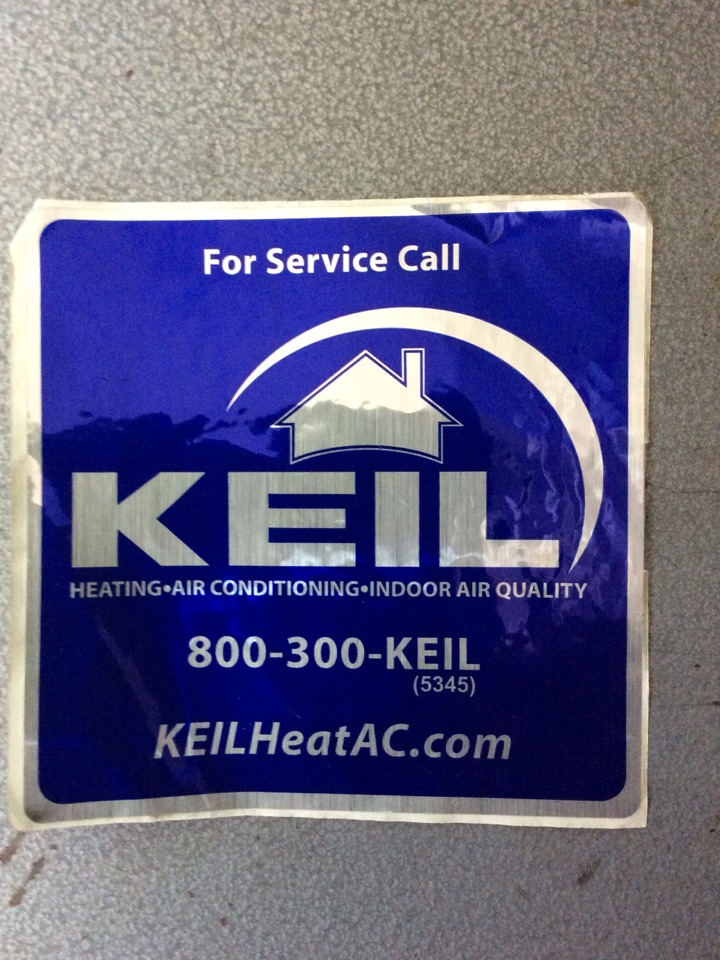 For Service Call
KEIL
HEATING•AIR CONDITIONING•INDOOR AIR QUALITY
800-300-KEIL
(5345)
KEILHeatAC.com